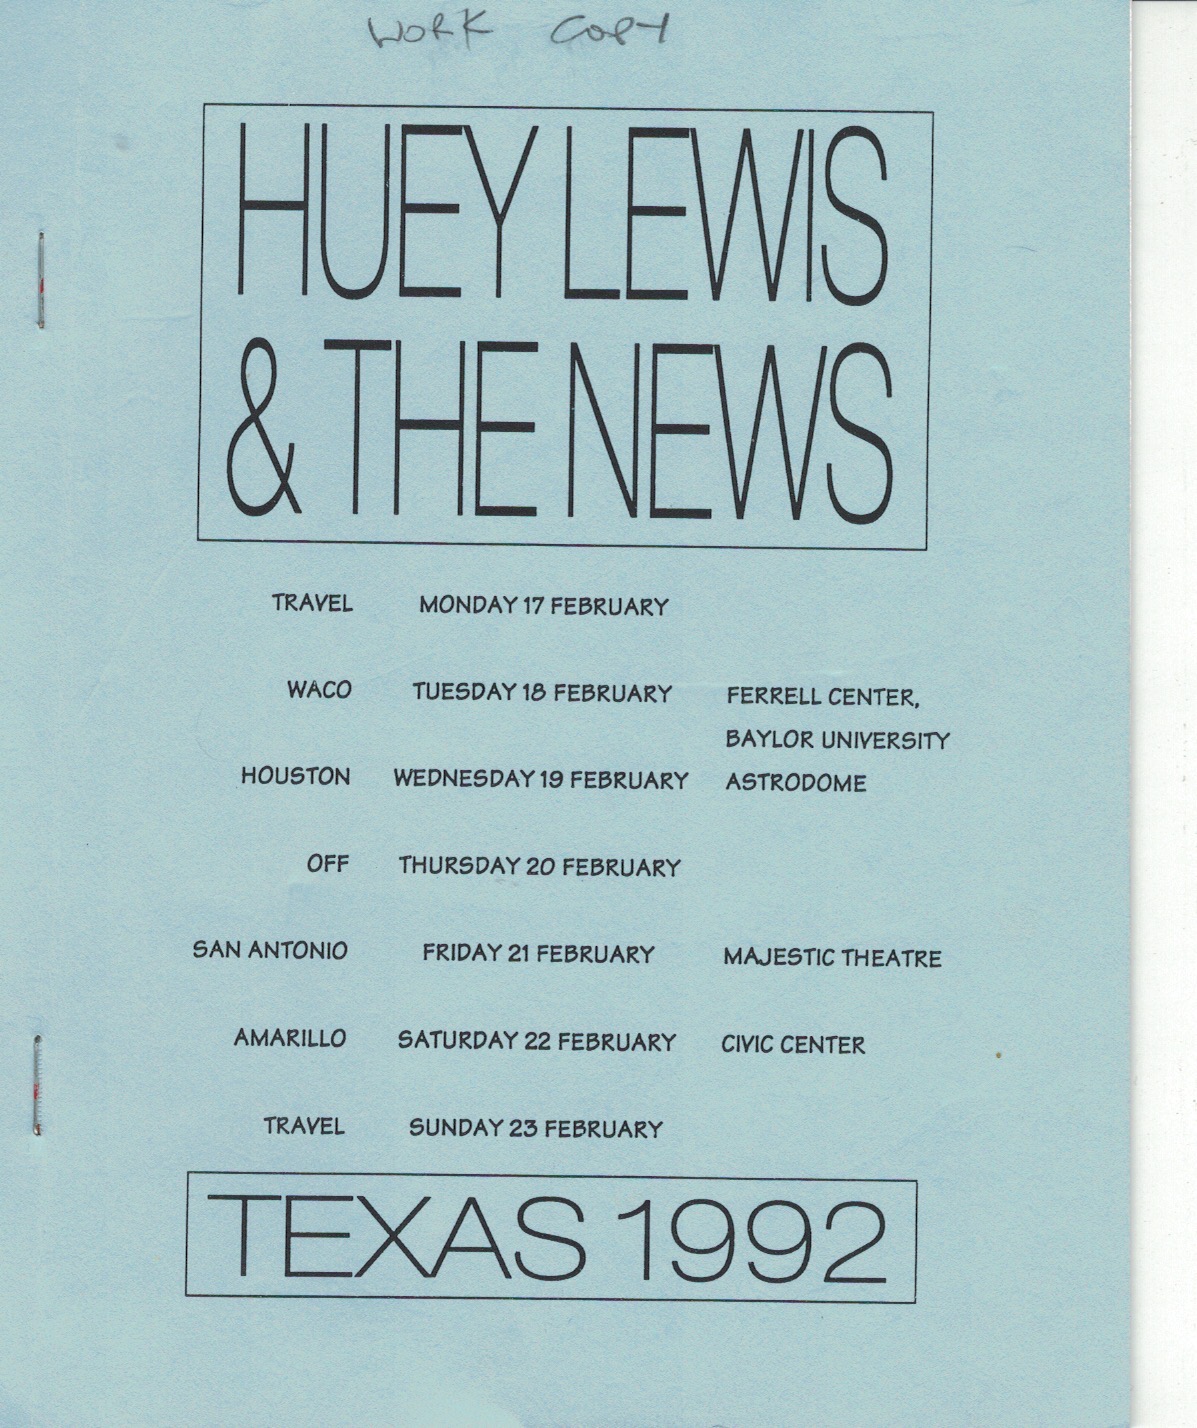 WORK COPY
HUEY LEWIS
& THE NEWS
TRAVEL MONDAY 17 FEBRUARY
WACO TUESDAY 18 FEBRUARY FERRELL CENTER,
BAYLOR UNIVERSITY
HOUSTON WEDNESDAY 19 FEBRUARY ASTRODOME
OFF THURSDAY 20 FEBRUARY
SAN ANTONIO FRIDAY 21 FEBRUARY MAJESTIC THEATRE
AMARILLO SATURDAY 22 FEBRUARY CIVIC CENTER
TRAVEL SUNDAY 23 FEBRUARY
TEXAS 1992